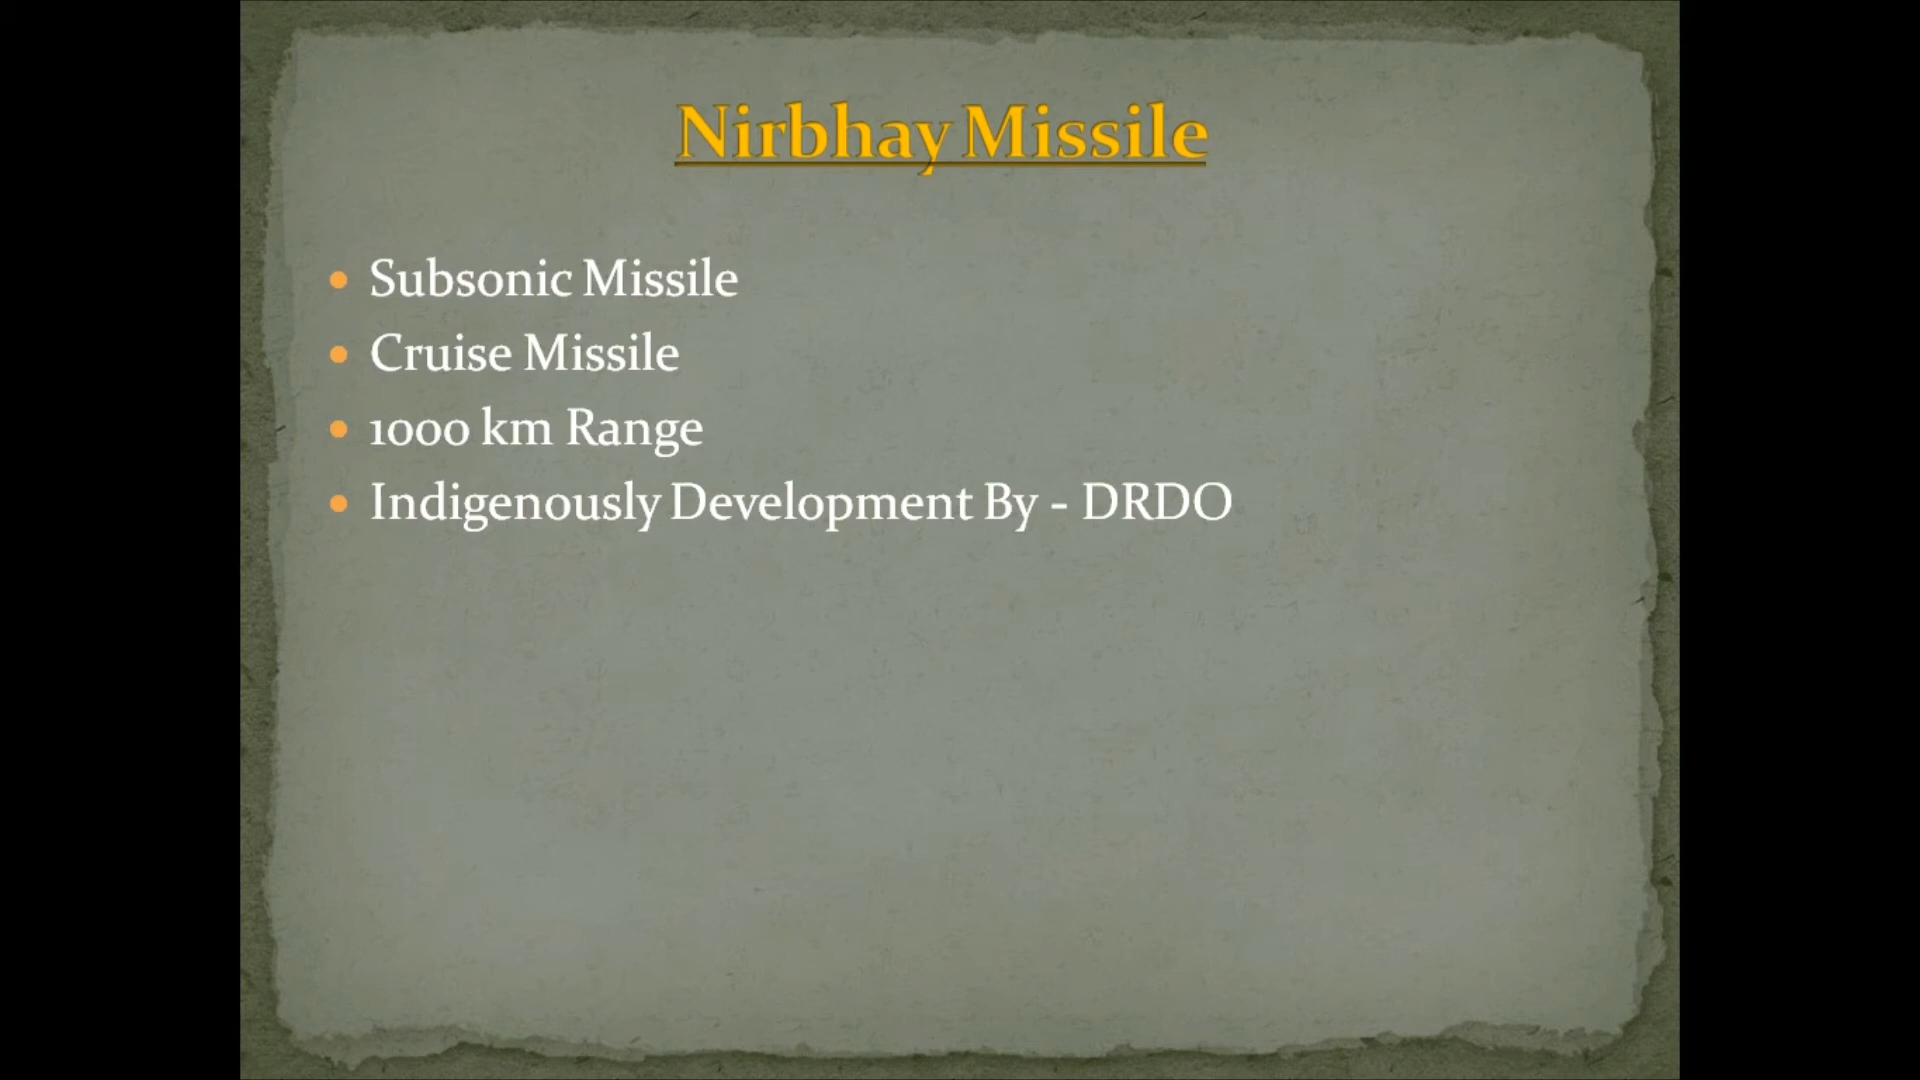 Nirbhay Missile
• Subsonic Missile
• Cruise Missile
• 1000 km Range
• Indigenously Development By - DRDO